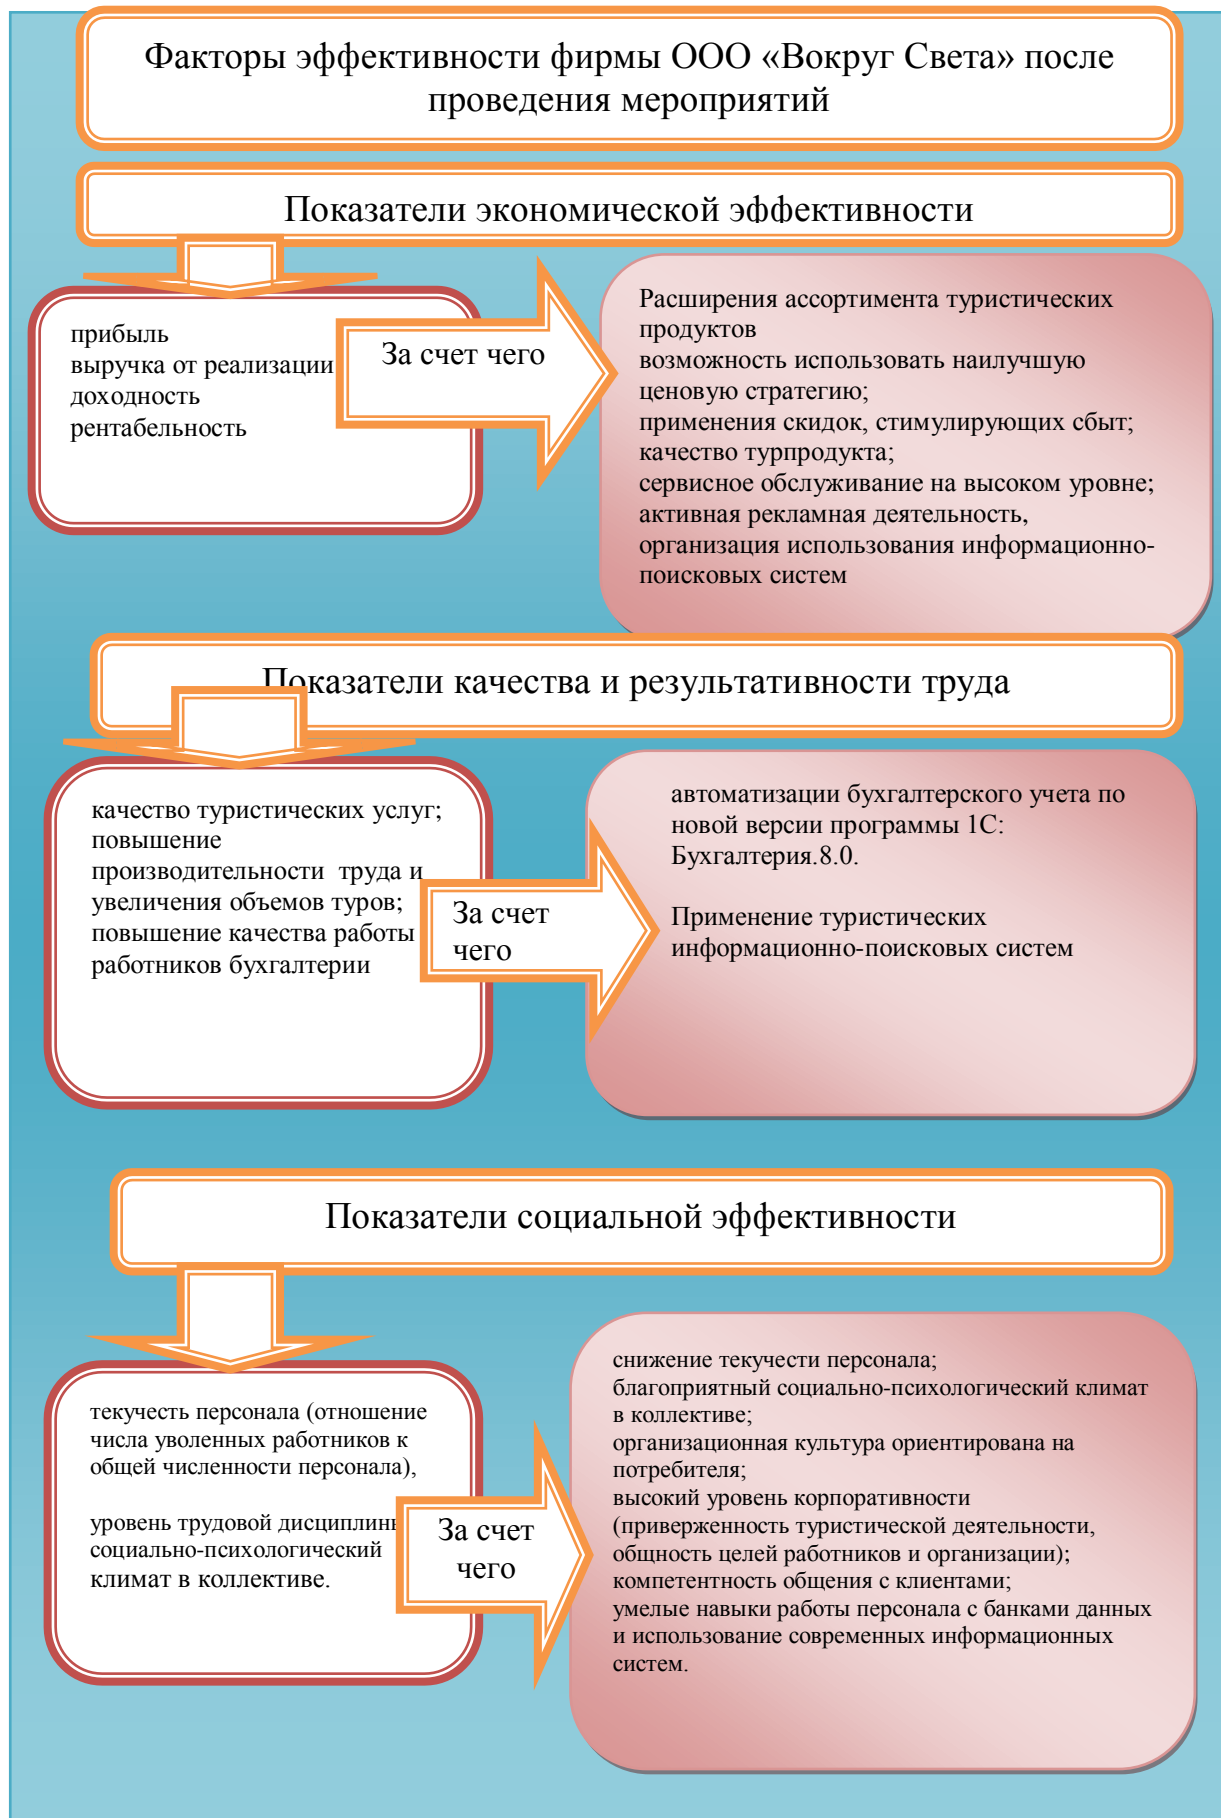 Факторы эффективности фирмы ООО «Вокруг Света» после
проведения мероприятий
Показатели экономической эффективности
прибыль
выручка от реализации
доходность
рентабельность
За счет чего
Расширения ассортимента туристических
продуктов
возможность использовать наилучшую
ценовую стратегию;
применения скидок, стимулирующих сбыт;
качество турпродукта;
сервисное обслуживание на высоком уровне;
активная рекламная деятельность,
организация использования информационно-
поисковых систем
Показатели качества и результативности труда
качество туристических услуг;
повышение
производительности труда и
увеличения объемов туров;
повышение качества работы
работников бухгалтерии
За счет
чего
автоматизации бухгалтерского учета по
новой версии программы 1С:
Бухгалтерия.8.0.
Применение туристических
информационно-поисковых систем
Показатели социальной эффективности
текучесть персонала (отношение
числа уволенных работников к
общей численности персонала),
уровень трудовой дисциплины
социально-психологический
климат в коллективе.
За счет
чего
снижение текучести персонала;
благоприятный социально-психологический климат
в коллективе;
организационная культура ориентирована на
потребителя;
высокий уровень корпоративности
(приверженность туристической деятельности,
общность целей работников и организации);
компетентность общения с клиентами;
умелые навыки работы персонала с банками данных
и использование современных информационных
систем.